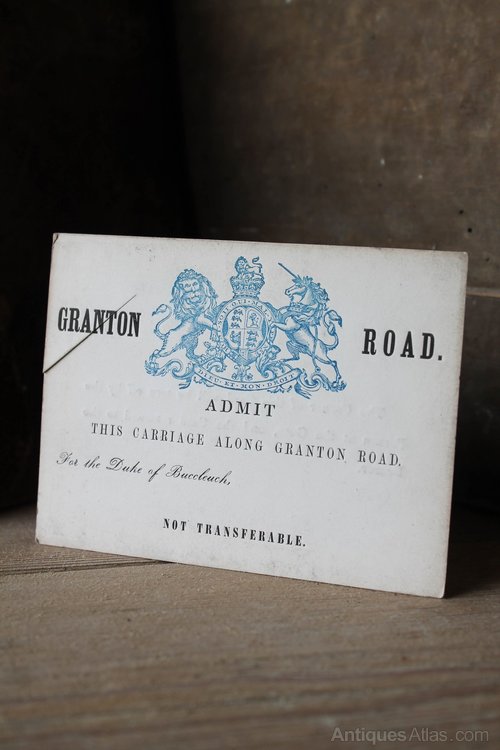 GRANTON ROAD.
DIEU·ET·MON·DROIT
ADMIT
THIS CARRIAGE ALONG GRANTON ROAD.
For the Duke of Buccleuch,
NOT TRANSFERABLE.
AntiquesAtlas.com